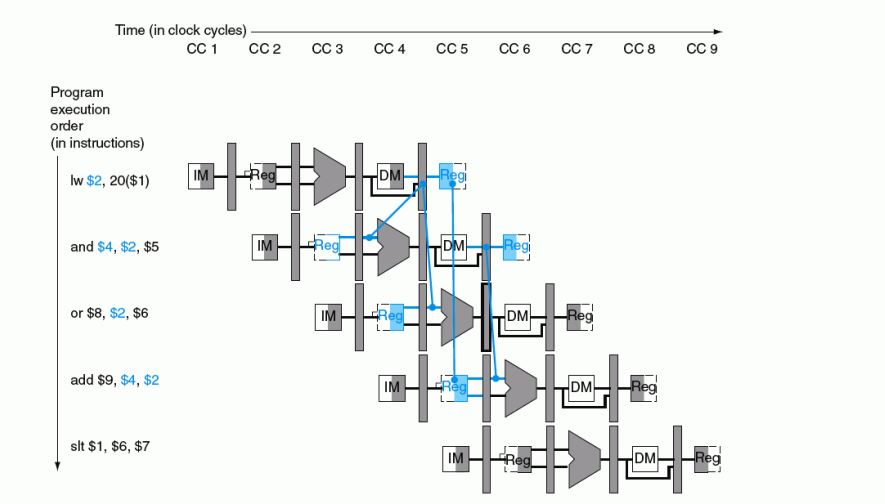 Time (in clock cycles)
CC 1 CC 2 CC 3 CC 4 CC 5 CC 6 CC 7 CC 8 CC 9
Program
execution
order
(in instructions)
lw $2, 20($1)
IM Reg DM Reg
and $4, $2, $5
IM Reg DM Reg
or $8, $2, $6
IM Reg DM Reg
add $9, $4, $2
IM Reg DM Reg
slt $1, $6, $7
IM Reg DM Reg